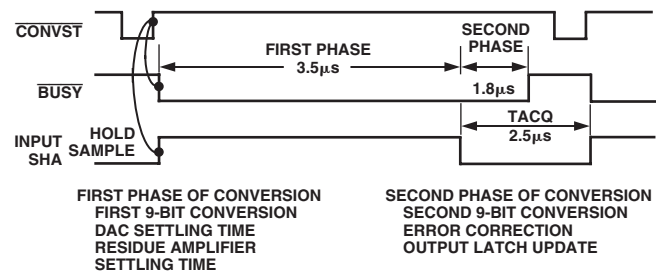 CONVST
FIRST PHASE
3.5µs
SECOND
PHASE
1.8µs
BUSY
TACQ
2.5µs
HOLD
SAMPLE
INPUT
SHA
FIRST PHASE OF CONVERSION
FIRST 9-BIT CONVERSION
DAC SETTLING TIME
RESIDUE AMPLIFIER
SETTLING TIME
SECOND PHASE OF CONVERSION
SECOND 9-BIT CONVERSION
ERROR CORRECTION
OUTPUT LATCH UPDATE